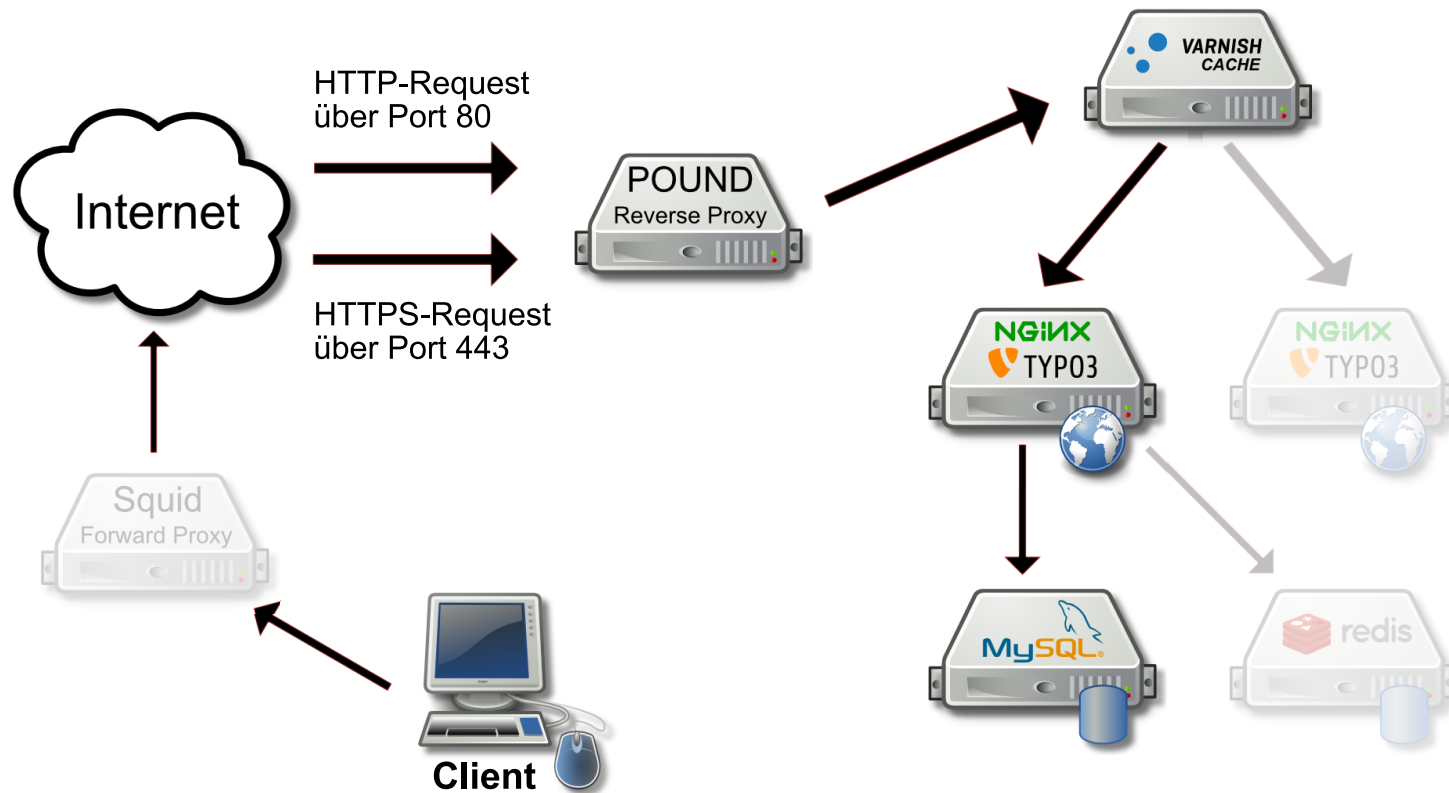 VARNISH
CACHE
HTTP-Request
über Port 80
Internet
POUND
Reverse Proxy
HTTPS-Request
über Port 443
NGiNX
TYPO3
NGiNX
TYPO3
Squid
Forward Proxy
MySQL®
redis
Client